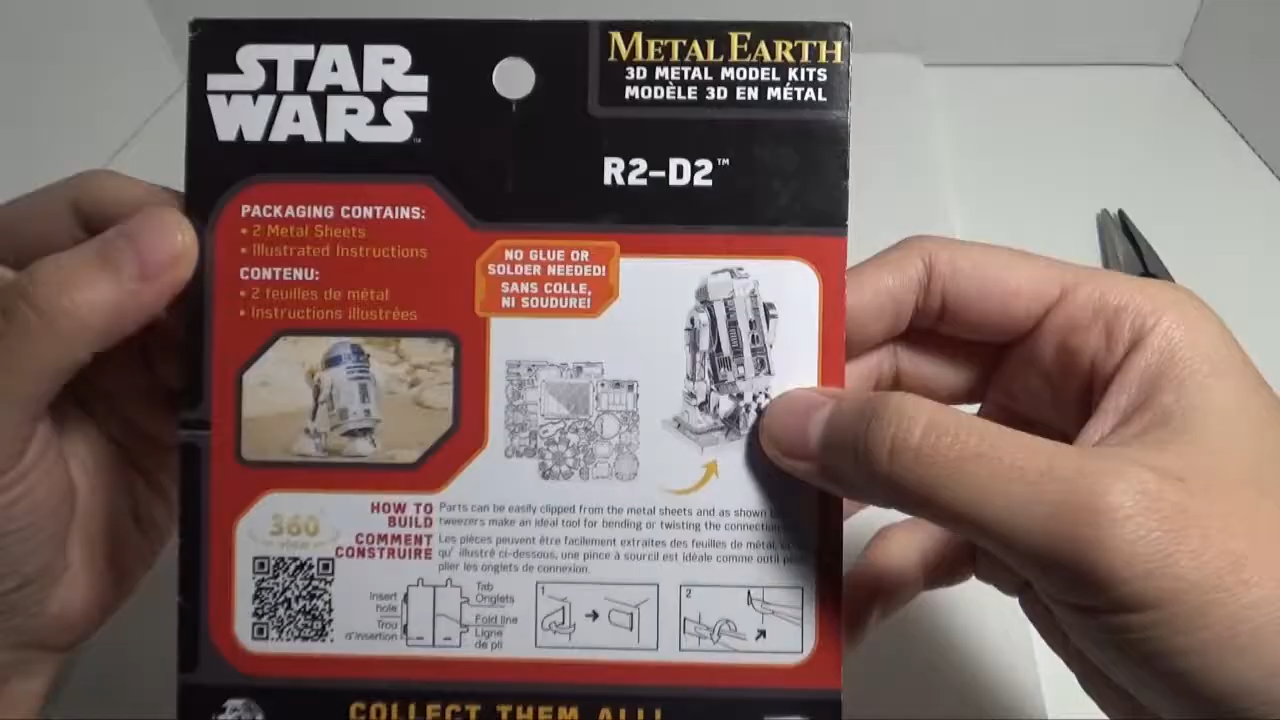 STAR
WARS
METAL EARTH
3D METAL MODEL KITS
MODÈLE 3D EN MÉTAL
R2-D2™
PACKAGING CONTAINS:
• 2 Metal Sheets
• Illustrated Instructions
CONTENU:
• 2 feuilles de métal
• Instructions illustrées
NO GLUE OR
SOLDER NEEDED!
SANS COLLE,
NI SOUDURE!
360
HOW TO
BUILD
Parts can be easily clipped from the metal sheets and as shown
tweezers make an ideal tool for bending or twisting the
COMMENT
CONSTRUIRE
Les pièces peuvent être facilement extraites des feuilles de métal,
qu' illustré ci-dessous, une pince à sourcil est idéale comme outil
plier les onglets de connexion.
Insert
hole
Trou
d'insertion
Tab
Onglets
Fold line
Ligne
de pli
1
2
COLLECT THEM ALL!